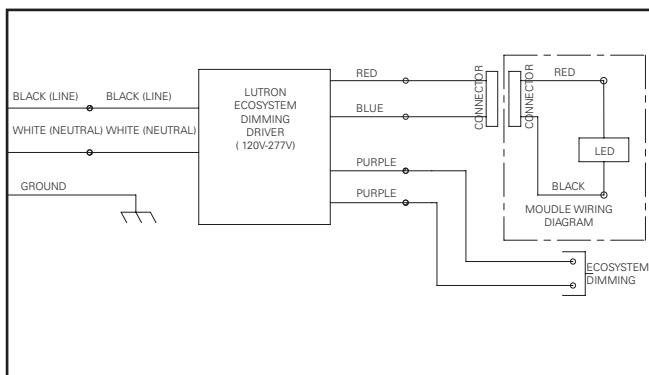 BLACK (LINE) BLACK (LINE)
WHITE (NEUTRAL) WHITE (NEUTRAL)
GROUND
LUTRON
ECOSYSTEM
DIMMING
DRIVER
( 120V-277V)
RED
BLUE
PURPLE
PURPLE
CONNECTOR
CONNECTOR
RED
LED
BLACK
MOUDLE WIRING
DIAGRAM
ECOSYSTEM
DIMMING